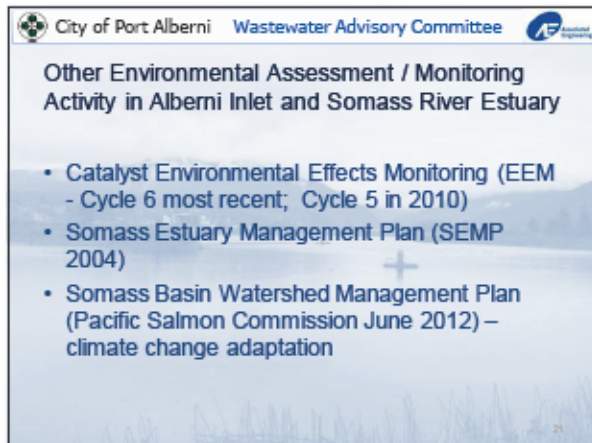 City of Port Alberni Wastewater Advisory Committee Associated Engineering
Other Environmental Assessment / Monitoring
Activity in Alberni Inlet and Somass River Estuary
• Catalyst Environmental Effects Monitoring (EEM
- Cycle 6 most recent; Cycle 5 in 2010)
• Somass Estuary Management Plan (SEMP
2004)
• Somass Basin Watershed Management Plan
(Pacific Salmon Commission June 2012) –
climate change adaptation